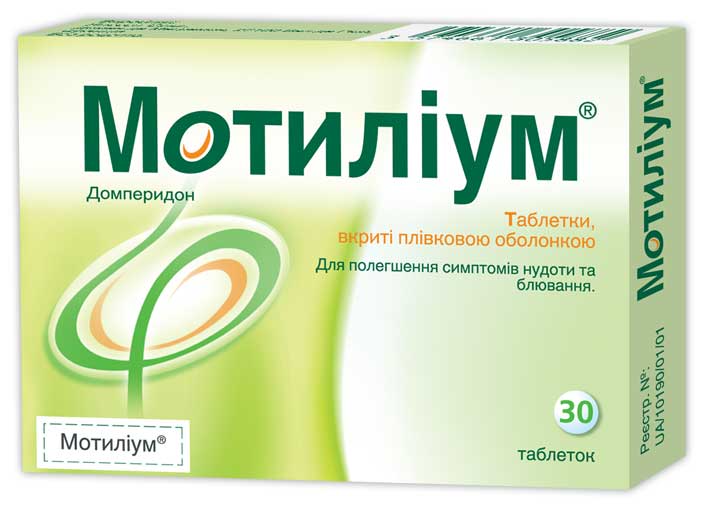 Мотиліум®
Домперидон
Таблетки,
вкриті плівковою оболонкою
Для полегшення симптомів нудоти та
блювання.
30
таблеток
Мотиліум®
Мотиліум®
Реєстр. №:
UA/10190/01/01